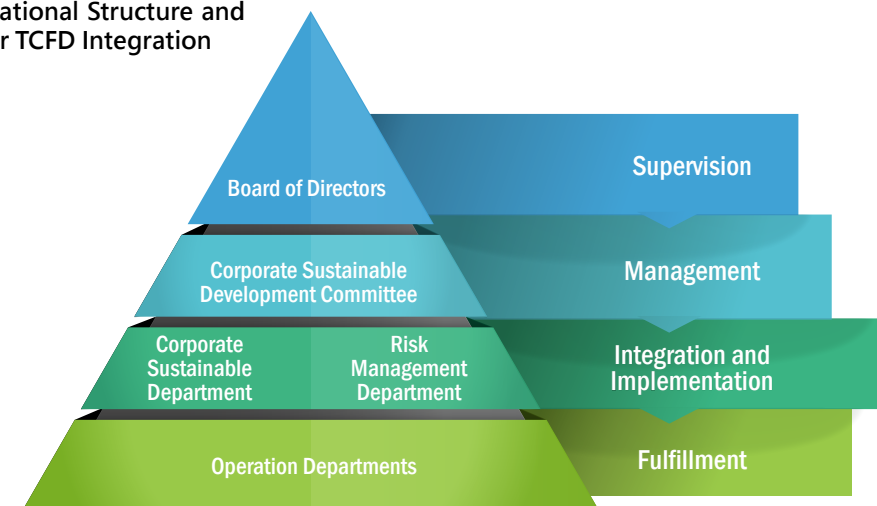 ational Structure and
r TCFD Integration
Board of Directors
Supervision
Corporate Sustainable
Development Committee
Management
Corporate
Sustainable
Department
Risk
Management
Department
Integration and
Implementation
Operation Departments
Fulfillment